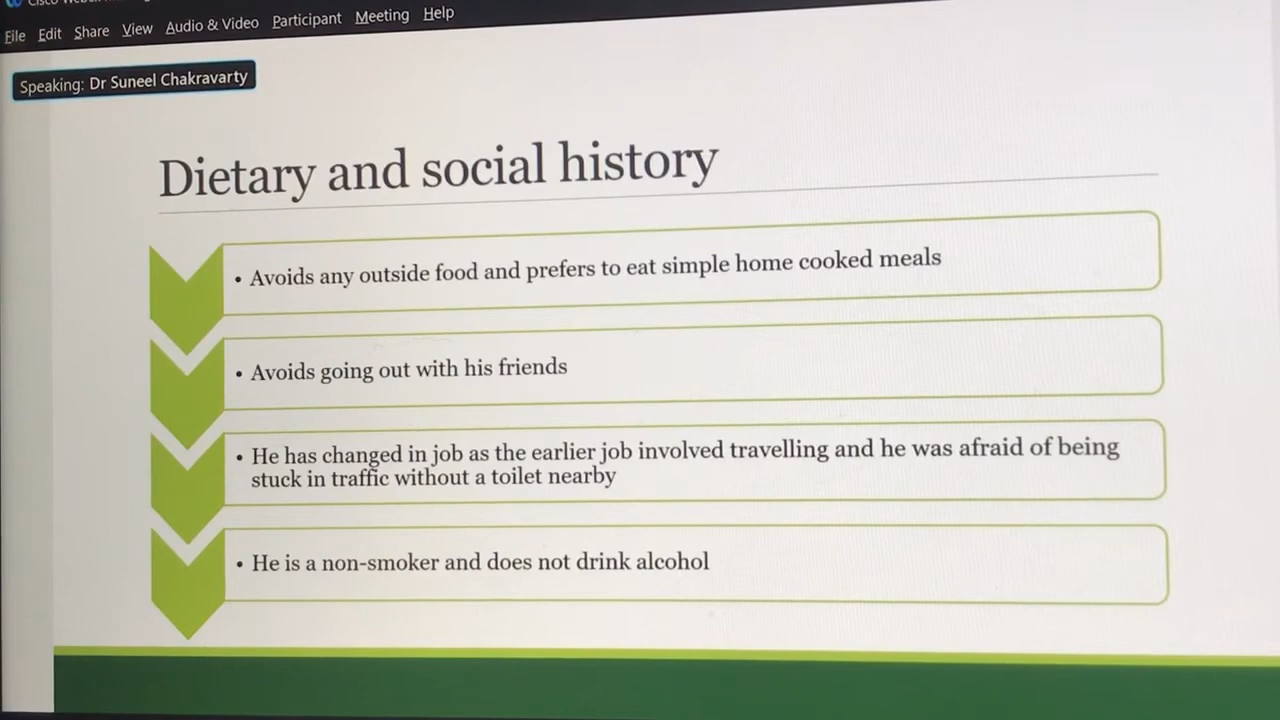 File Edit Share View Audio & Video Participant Meeting Help
Speaking: Dr Suneel Chakravarty
Dietary and social history
• Avoids any outside food and prefers to eat simple home cooked meals
• Avoids going out with his friends
• He has changed in job as the earlier job involved travelling and he was afraid of being
stuck in traffic without a toilet nearby
• He is a non-smoker and does not drink alcohol